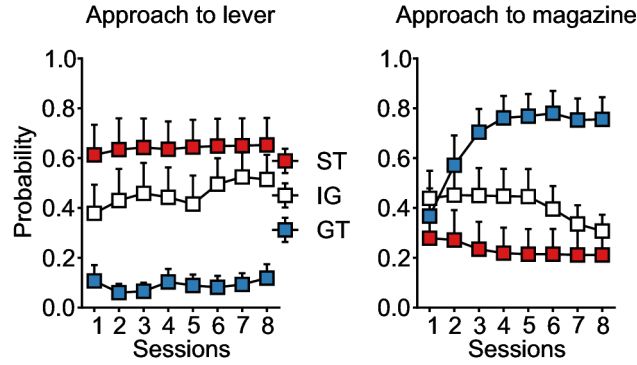 Approach to lever
Approach to magazine
Probability
1.0
0.8
0.6
0.4
0.2
0.0
1 2 3 4 5 6 7 8
Sessions
ST
IG
GT
1.0
0.8
0.6
0.4
0.2
0.0
1 2 3 4 5 6 7 8
Sessions